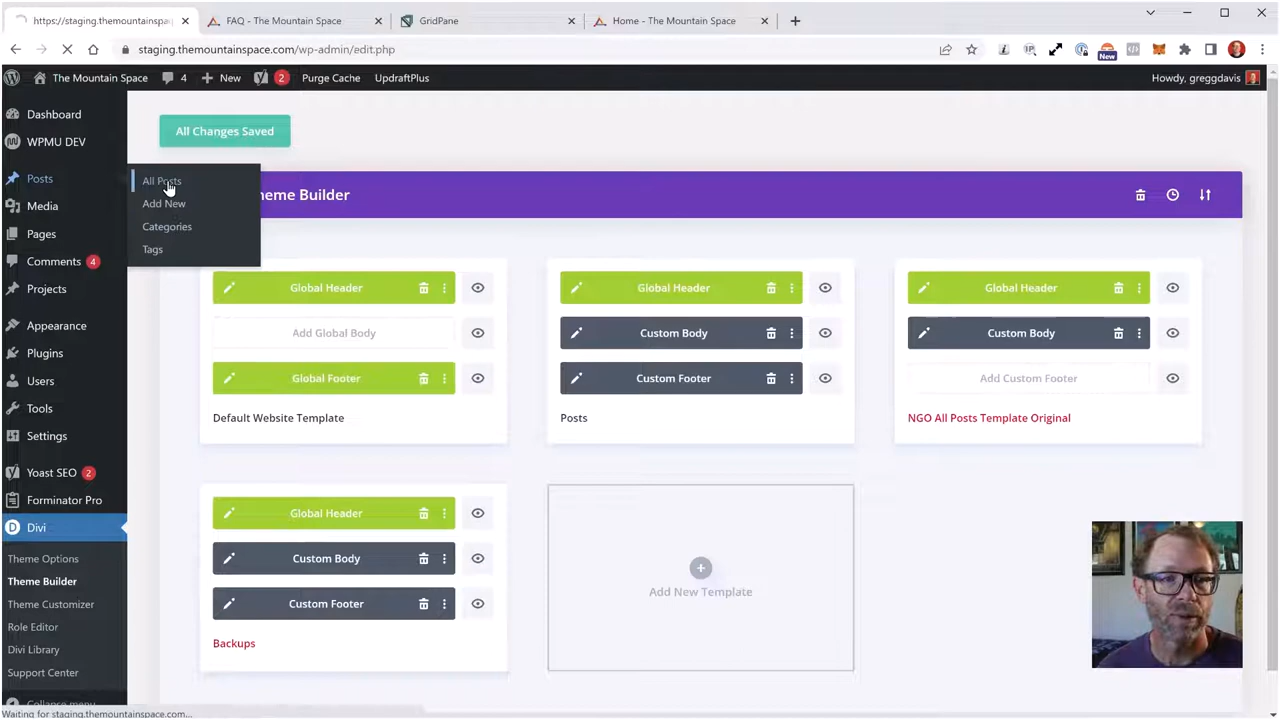 https://staging.themountainspa
FAQ - The Mountain Space
GridPane
Home - The Mountain Space
staging.themountainspace.com/wp-admin/edit.php
New
The Mountain Space
4
New
2
Purge Cache
UpdraftPlus
Howdy, greggdavis
Dashboard
WPMU DEV
Posts
Media
Pages
Comments 4
Projects
Appearance
Plugins
Users
Tools
Settings
Yoast SEO 2
Forminator Pro
Divi
Theme Options
Theme Builder
Theme Customizer
Role Editor
Divi Library
Support Center
Collapse menu
All Posts
Add New
Categories
Tags
All Changes Saved
heme Builder
Global Header
Add Global Body
Global Footer
Default Website Template
Global Header
Custom Body
Custom Footer
Posts
Global Header
Custom Body
Add Custom Footer
NGO All Posts Template Original
Global Header
Custom Body
Custom Footer
Backups
Add New Template
Waiting for staging.themountainspace.com...